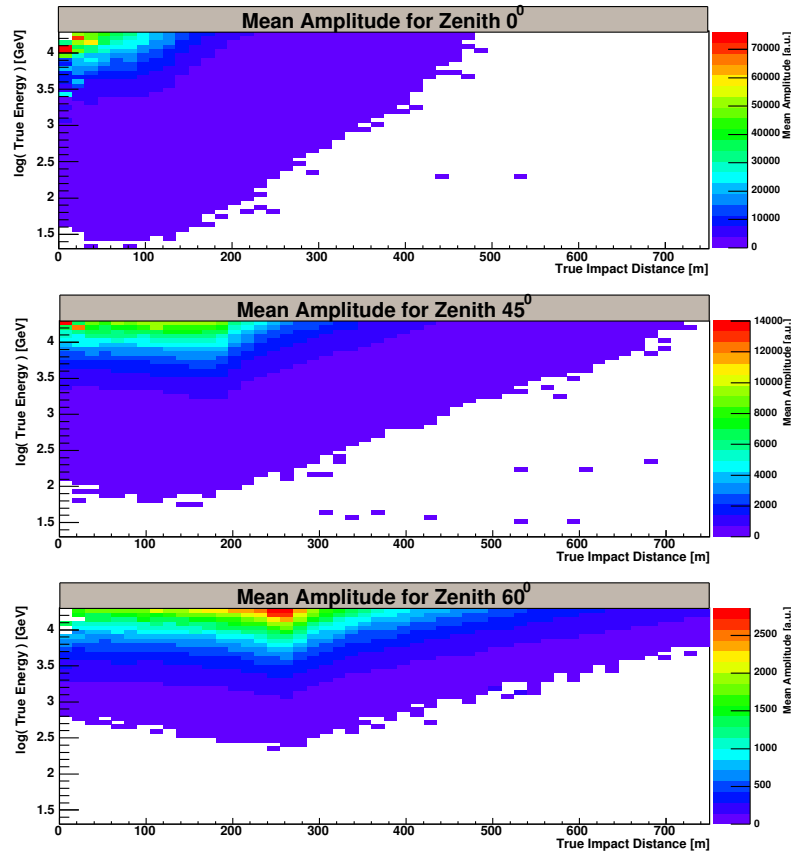 Mean Amplitude for Zenith 0⁰
log( True Energy ) [GeV]
4
3.5
3
2.5
2
1.5
0 100 200 300 400 500 600 700
True Impact Distance [m]
70000
60000
50000
40000
30000
20000
10000
0
Mean Amplitude [a.u.]
Mean Amplitude for Zenith 45⁰
log( True Energy ) [GeV]
4
3.5
3
2.5
2
1.5
0 100 200 300 400 500 600 700
True Impact Distance [m]
14000
12000
10000
8000
6000
4000
2000
0
Mean Amplitude [a.u.]
Mean Amplitude for Zenith 60⁰
log( True Energy ) [GeV]
4
3.5
3
2.5
2
1.5
0 100 200 300 400 500 600 700
True Impact Distance [m]
2500
2000
1500
1000
500
0
Mean Amplitude [a.u.]